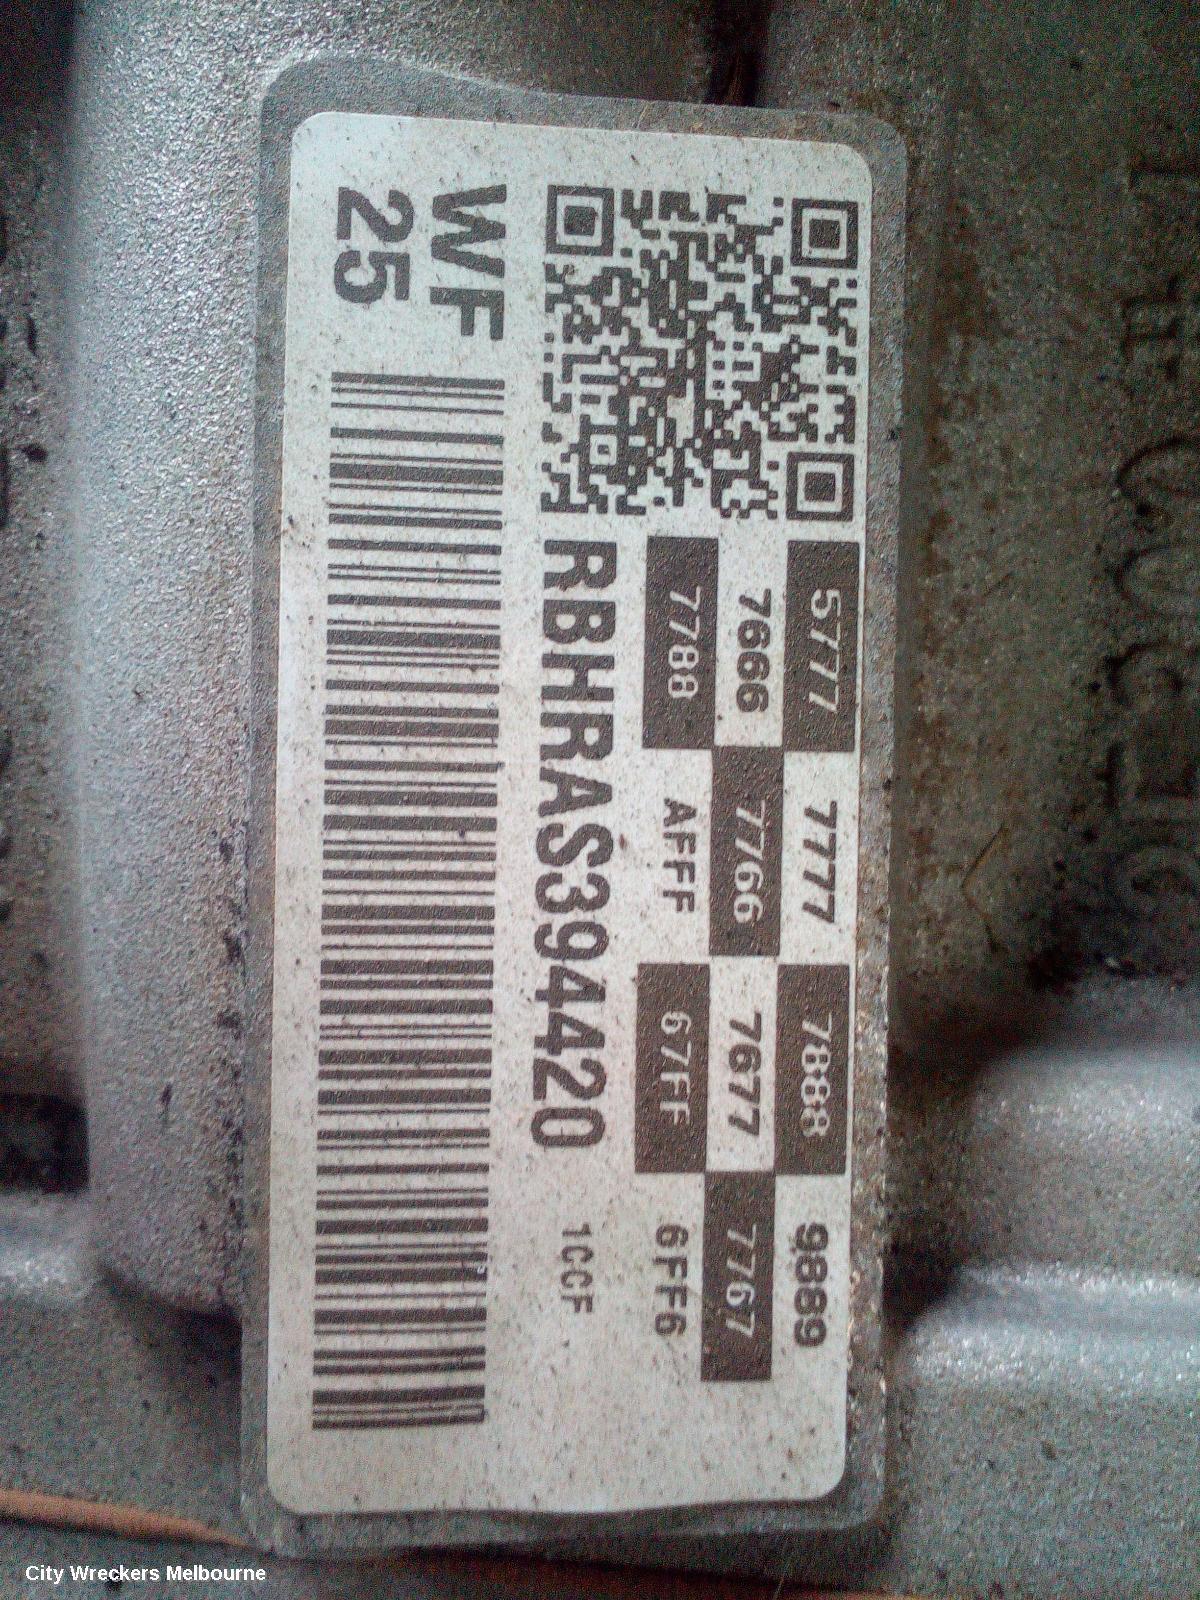 5777 7777 7888 9889
7666 7766 7677 7767
7788 AFFF 67FF 6FF6
RBHRAS394420 1CCF
WF
25
City Wreckers Melbourne